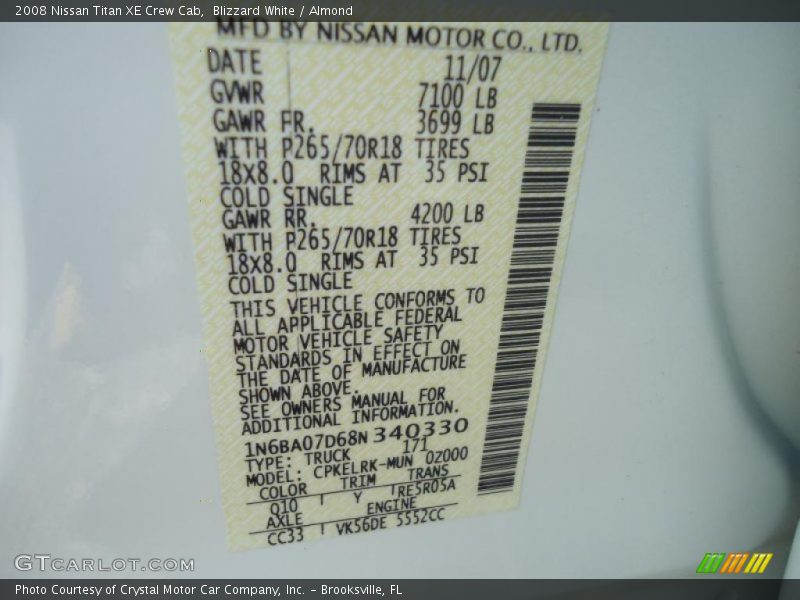 2008 Nissan Titan XE Crew Cab,  Blizzard White / Almond
MFD BY NISSAN MOTOR CO., LTD.
DATE 11/07
GVWR 7100 LB
GAWR FR. 3699 LB
WITH P265/70R18 TIRES
18X8.0 RIMS AT 35 PSI
COLD SINGLE
GAWR RR. 4200 LB
WITH P265/70R18 TIRES
18X8.0 RIMS AT 35 PSI
COLD SINGLE
THIS VEHICLE CONFORMS TO
ALL APPLICABLE FEDERAL
MOTOR VEHICLE SAFETY
STANDARDS IN EFFECT ON
THE DATE OF MANUFACTURE
SHOWN ABOVE.
SEE OWNERS MANUAL FOR
ADDITIONAL INFORMATION.
1N6BA07D68N340330
TYPE: TRUCK 171
MODEL: CPKELRK-MUN 0Z000
COLOR TRIM TRANS
Q10 Y TRE5R05A
AXLE ENGINE
CC33 VK56DE 5552CC
GTCARLOT.COM
Photo Courtesy of Crystal Motor Car Company, Inc. – Brooksville, FL